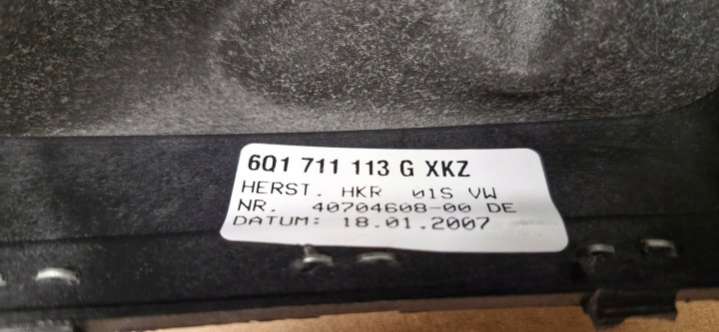 6Q1 711 113 G XKZ
HERST. HKR 01S VW
NR. 40704608-00 DE
DATUM: 18.01.2007